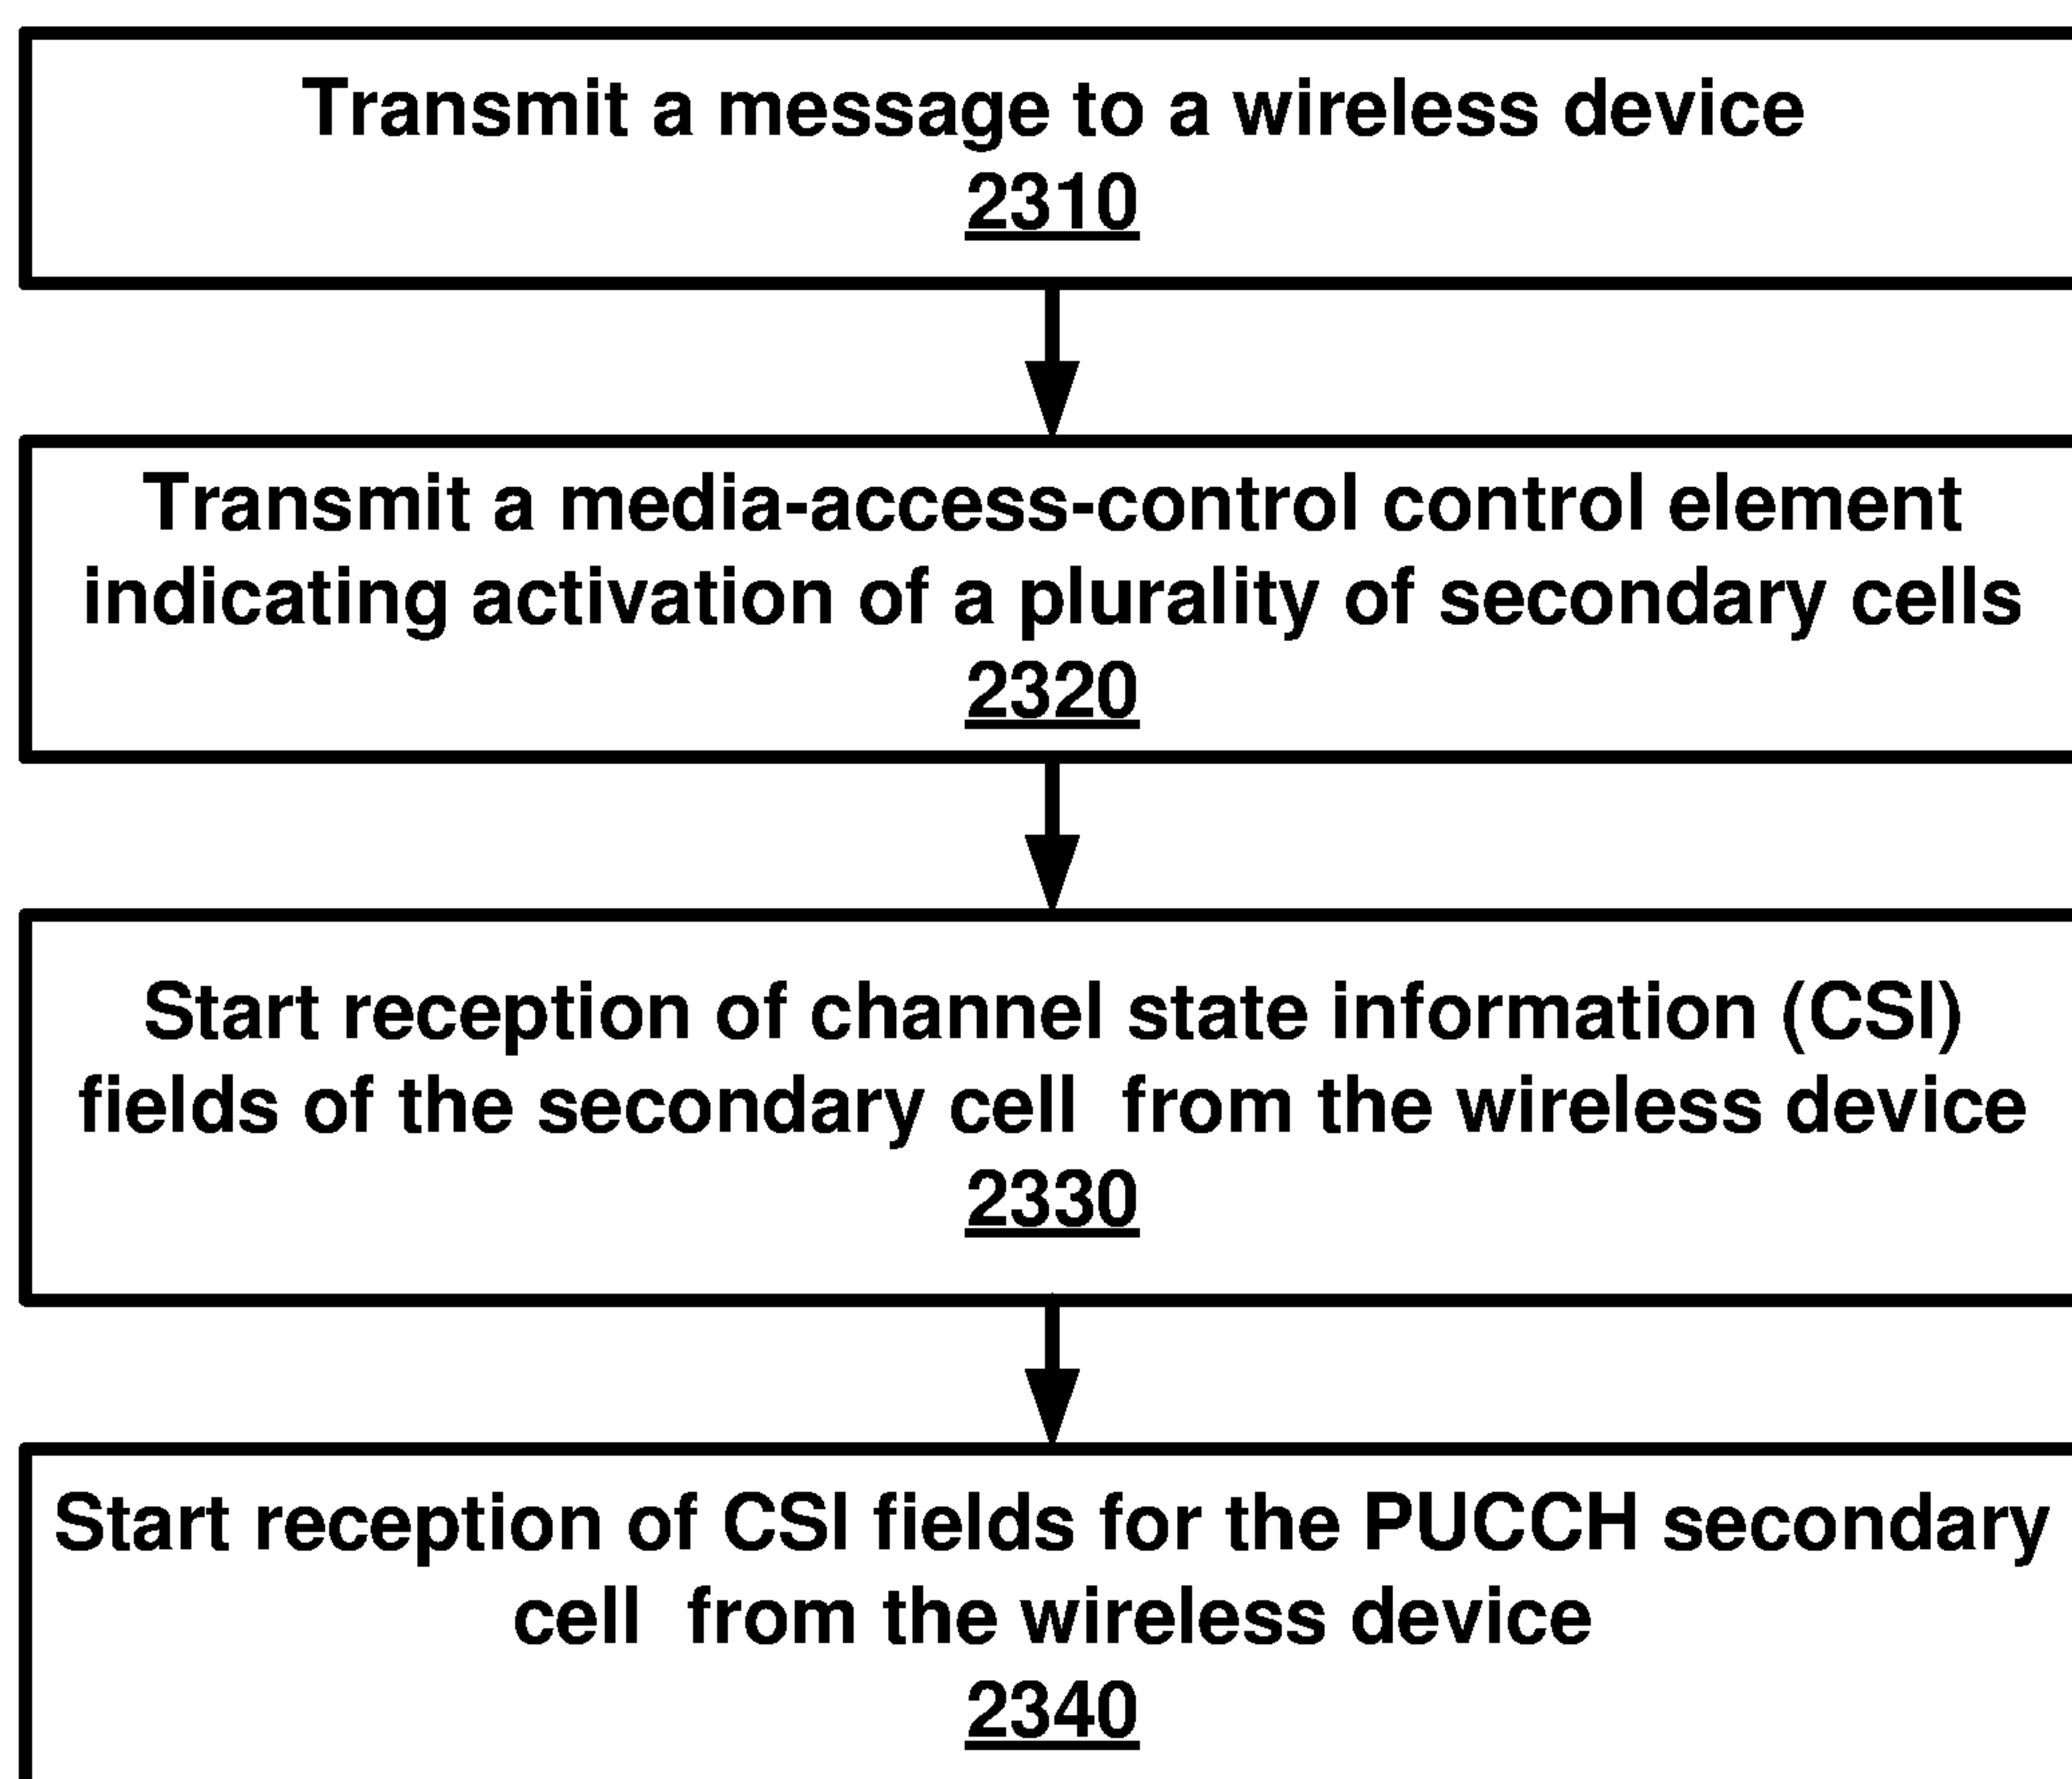 Transmit a message to a wireless device
2310
Transmit a media-access-control control element
indicating activation of a plurality of secondary cells
2320
Start reception of channel state information (CSI)
fields of the secondary cell  from the wireless device
2330
Start reception of CSI fields for the PUCCH secondary
cell  from the wireless device
2340